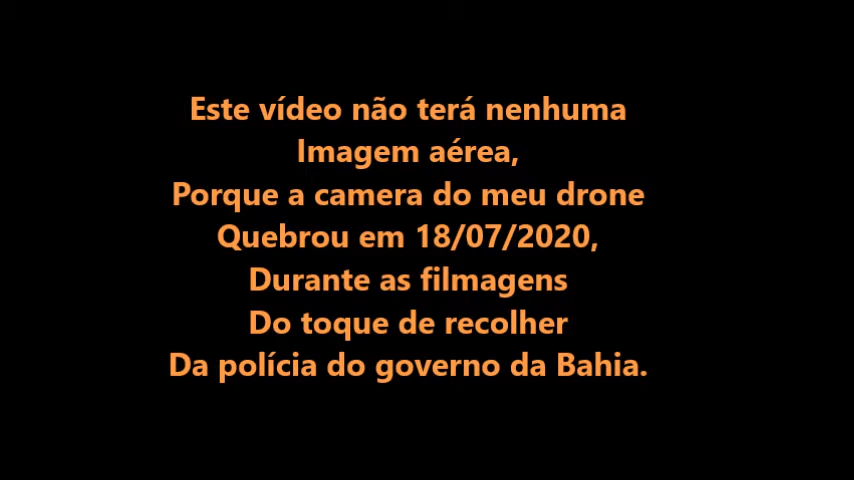 Este vídeo não terá nenhuma
Imagem aérea,
Porque a camera do meu drone
Quebrou em 18/07/2020,
Durante as filmagens
Do toque de recolher
Da polícia do governo da Bahia.